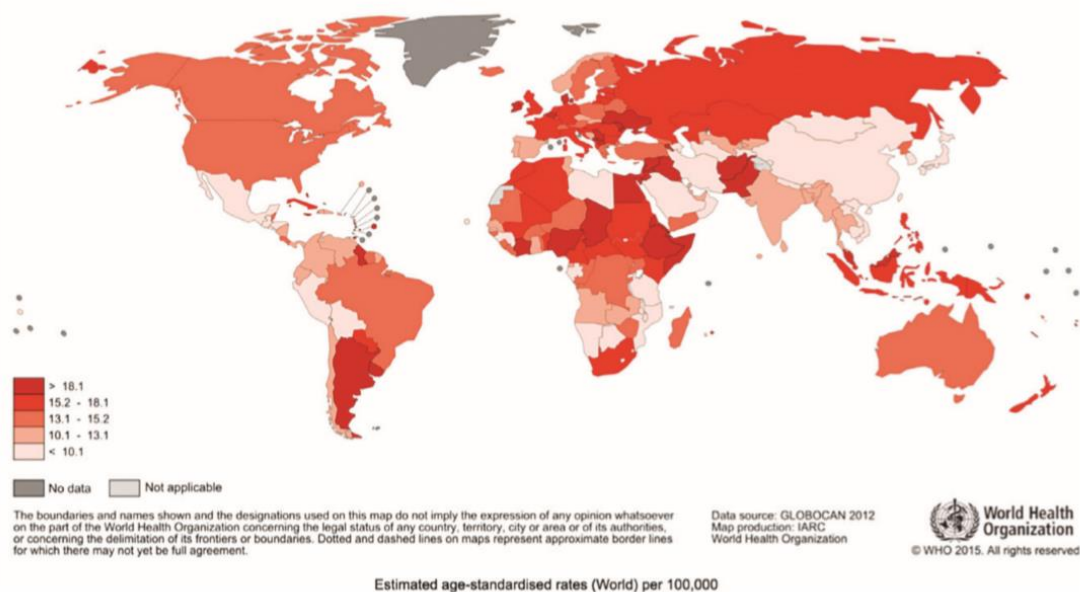 > 18.1
15.2 - 18.1
13.1 - 15.2
10.1 - 13.1
< 10.1
No data
Not applicable
The boundaries and names shown and the designations used on this map do not imply the expression of any opinion whatsoever
on the part of the World Health Organization concerning the legal status of any country, territory, city or area or of its authorities,
or concerning the delimitation of its frontiers or boundaries. Dotted and dashed lines on maps represent approximate border lines
for which there may not yet be full agreement.
Data source: GLOBOCAN 2012
Map production: IARC
World Health Organization
World Health
Organization
© WHO 2015. All rights reserved
Estimated age-standardised rates (World) per 100,000